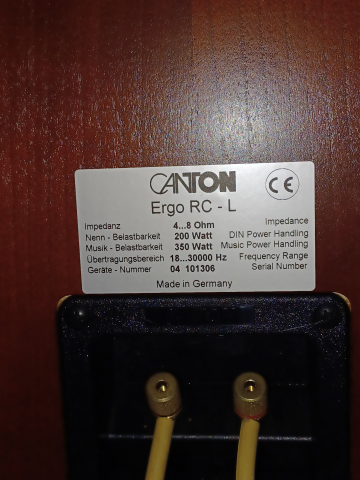 CANTON
CE
Ergo RC - L
Impedanz 4...8 Ohm Impedance
Nenn - Belastbarkeit 200 Watt DIN Power Handling
Musik - Belastbarkeit 350 Watt Music Power Handling
Übertragungsbereich 18...30000 Hz Frequency Range
Geräte - Nummer 04 101306 Serial Number
Made in Germany